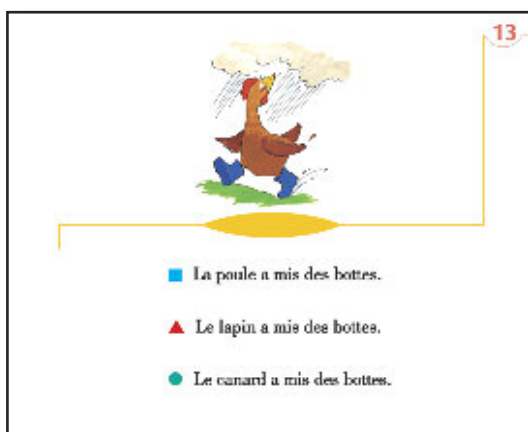 13
La poule a mis des bottes.
Le lapin a mis des bottes.
Le canard a mis des bottes.